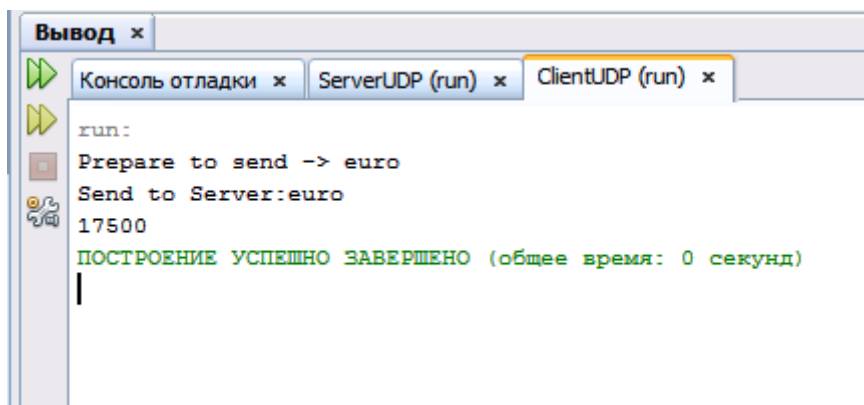 Вывод ×
Консоль отладки × ServerUDP (run) × ClientUDP (run) ×
run:
Prepare to send -> euro
Send to Server:euro
17500
ПОСТРОЕНИЕ УСПЕШНО ЗАВЕРШЕНО (общее время: 0 секунд)